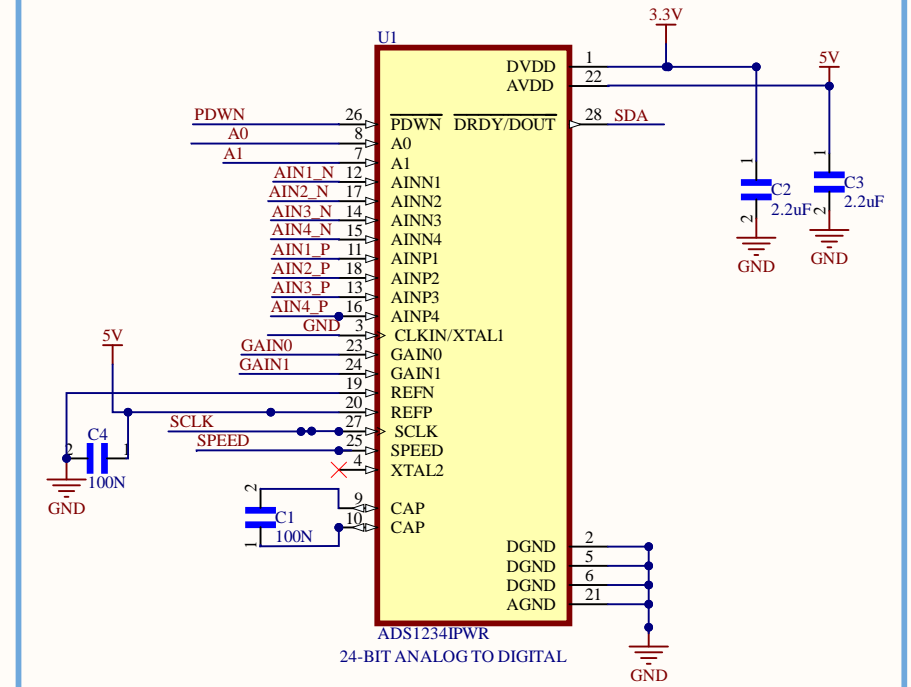 3.3V
U1
5V
DVDD 1
AVDD 22
PDWN 26 PDWN DRDY/DOUT 28 SDA
A0 8 A0
A1 7 A1
AIN1_N 12 AINN1
AIN2_N 17 AINN2
AIN3_N 14 AINN3
AIN4_N 15 AINN4
AIN1_P 11 AINP1
AIN2_P 18 AINP2
AIN3_P 13 AINP3
AIN4_P 16 AINP4
GND 3 CLKIN/XTAL1
GAIN0 23 GAIN0
GAIN1 24 GAIN1
19 REFN
20 REFP
SCLK 27 SCLK
SPEED 25 SPEED
4 XTAL2
9 CAP
10 CAP
DGND 2
DGND 5
DGND 6
AGND 21
1
C2
2.2uF
2
GND
1
C3
2.2uF
2
GND
5V
C4
2 1
100N
GND
2
C1
100N
1
GND
ADS1234IPWR
24-BIT ANALOG TO DIGITAL